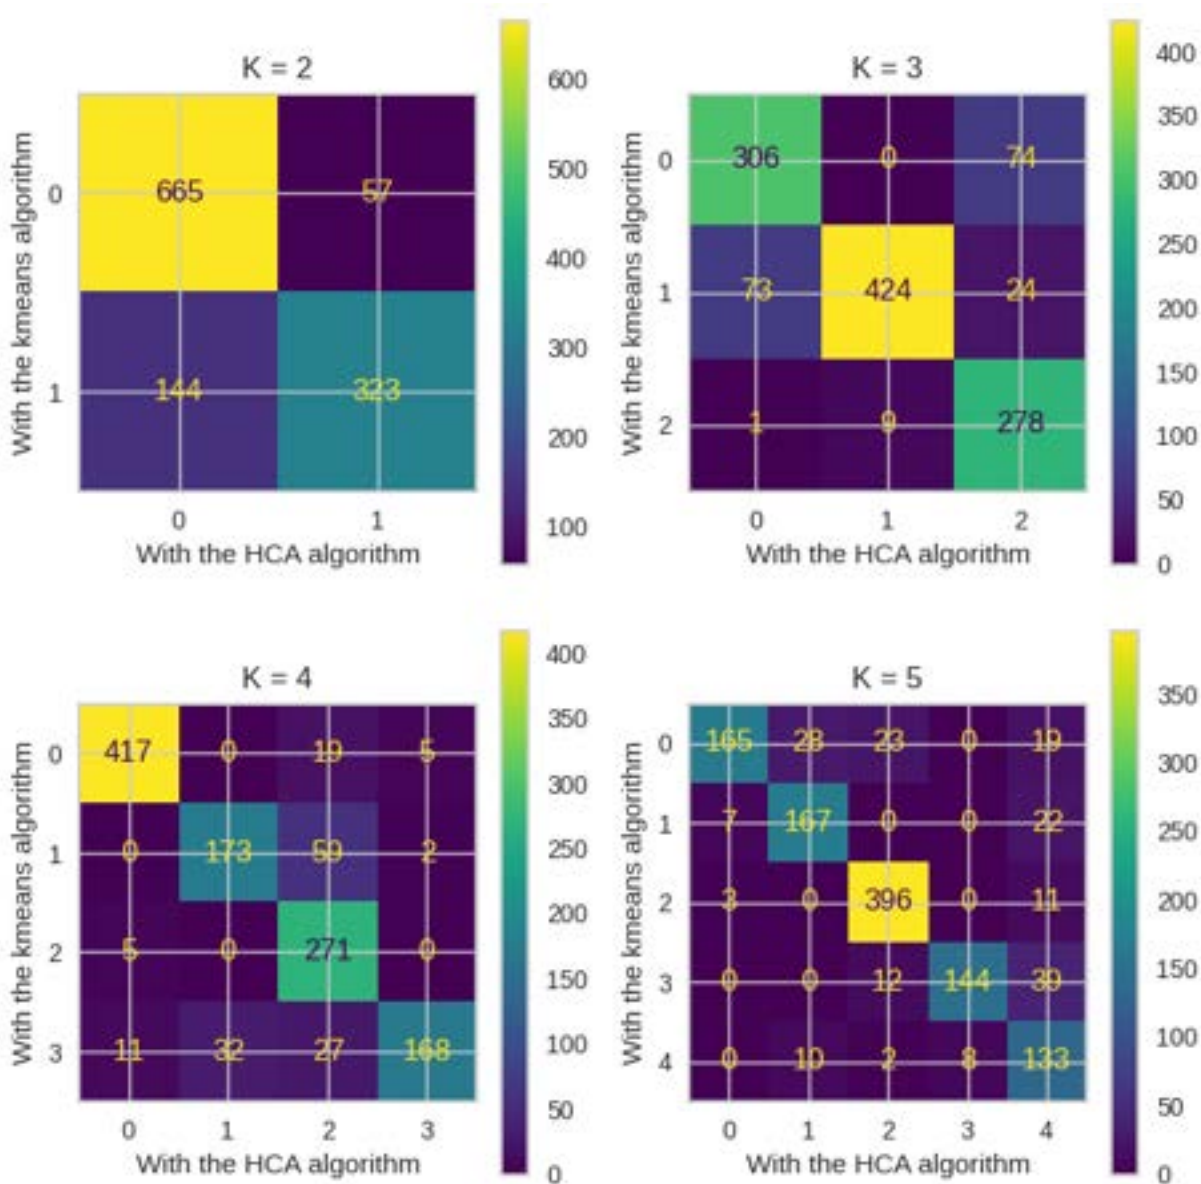 K = 2
With the kmeans algorithm
0
665 57
1
144 323
0 1
With the HCA algorithm
600
500
400
300
200
100
K = 3
With the kmeans algorithm
0
306 0 74
1
73 424 24
2
1 9 278
0 1 2
With the HCA algorithm
400
350
300
250
200
150
100
50
0
K = 4
With the kmeans algorithm
0
417 0 19 5
1
0 173 59 2
2
5 0 271 0
3
11 32 27 168
0 1 2 3
With the HCA algorithm
400
350
300
250
200
150
100
50
0
K = 5
With the kmeans algorithm
0
165 28 23 0 19
1
7 167 0 0 22
2
3 0 396 0 11
3
0 0 12 144 39
4
0 10 2 8 133
0 1 2 3 4
With the HCA algorithm
350
300
250
200
150
100
50
0